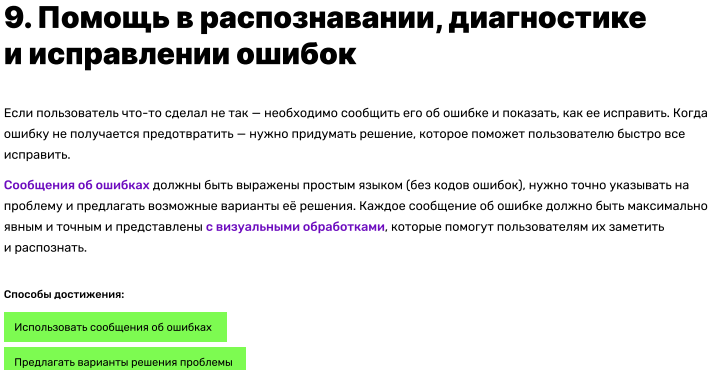 9. Помощь в распознавании, диагностике
и исправлении ошибок
Если пользователь что-то сделал не так — необходимо сообщить его об ошибке и показать, как ее исправить. Когда
ошибку не получается предотвратить — нужно придумать решение, которое поможет пользователю быстро все
исправить.
Сообщения об ошибках должны быть выражены простым языком (без кодов ошибок), нужно точно указывать на
проблему и предлагать возможные варианты её решения. Каждое сообщение об ошибке должно быть максимально
явным и точным и представлены с визуальными обработками, которые помогут пользователям их заметить
и распознать.
Способы достижения:
Использовать сообщения об ошибках
Предлагать варианты решения проблемы